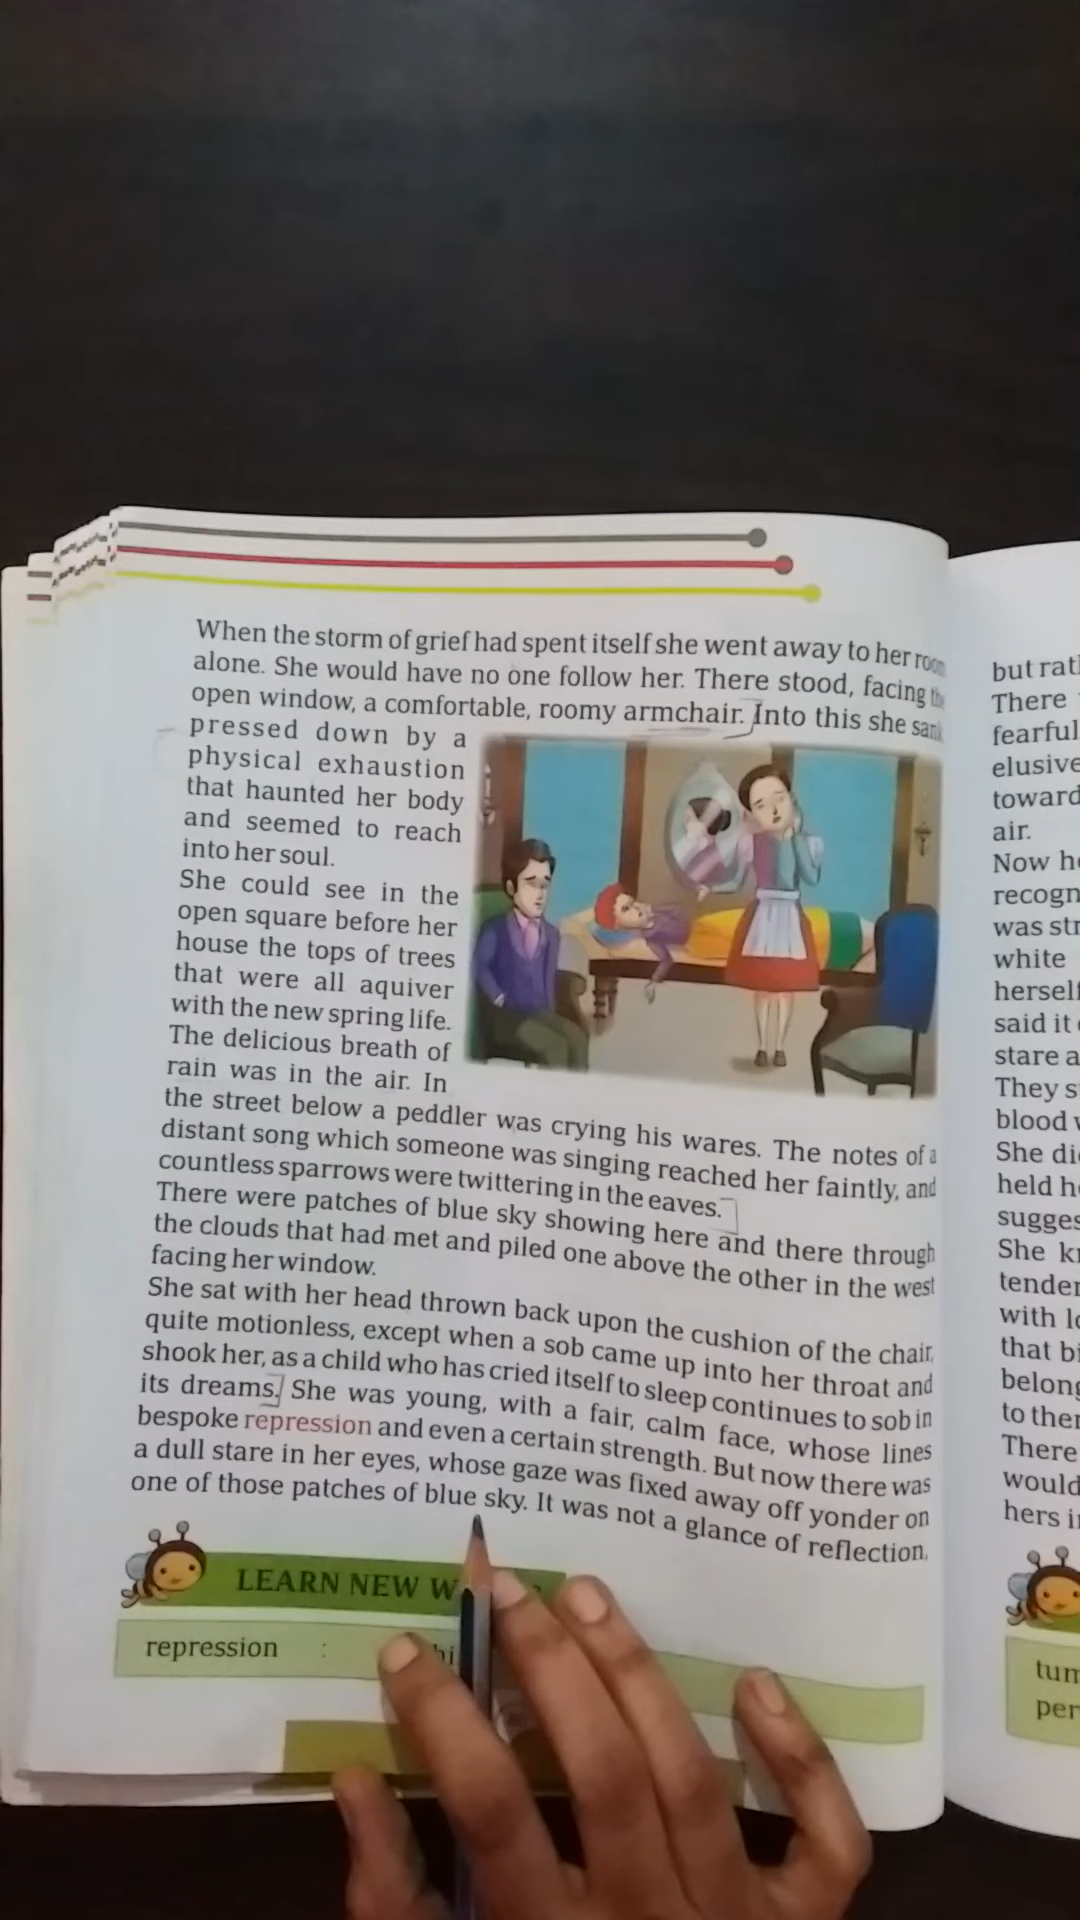 When the storm of grief had spent itself she went away to her room
alone. She would have no one follow her. There stood, facing the
open window, a comfortable, roomy armchair. Into this she sank
pressed down by a
physical exhaustion
that haunted her body
and seemed to reach
into her soul.
She could see in the
open square before her
house the tops of trees
that were all aquiver
with the new spring life.
The delicious breath of
rain was in the air. In
the street below a peddler was crying his wares. The notes of a
distant song which someone was singing reached her faintly, and
countless sparrows were twittering in the eaves.
There were patches of blue sky showing here and there through
the clouds that had met and piled one above the other in the west
facing her window.
She sat with her head thrown back upon the cushion of the chair,
quite motionless, except when a sob came up into her throat and
shook her, as a child who has cried itself to sleep continues to sob in
its dreams. She was young, with a fair, calm face, whose lines
bespoke repression and even a certain strength. But now there was
a dull stare in her eyes, whose gaze was fixed away off yonder on
one of those patches of blue sky. It was not a glance of reflection,
LEARN NEW
repression :
but
There
fearful
elusive
toward
air.
Now
was
white
said it
stare a
They
blood
She
held
She
with
that
to
There
would
hers